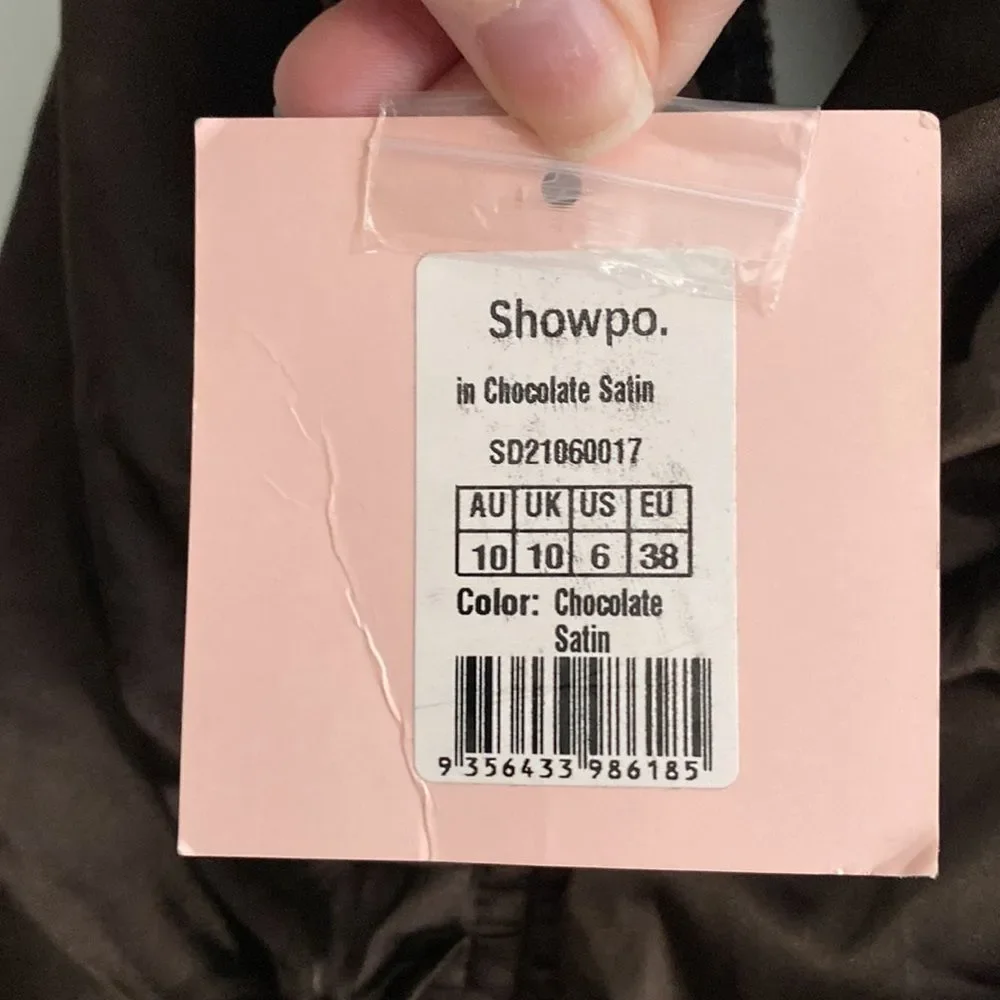 Showpo.
in Chocolate Satin
SD21060017
AU UK US EU
10 10 6 38
Color: Chocolate
Satin
9 356433 986185